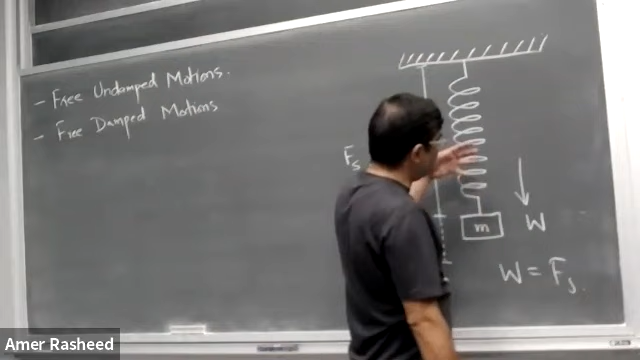 - Free Undamped Motions.
- Free Damped Motions
Fs
m
W
W = Fs.
Amer Rasheed